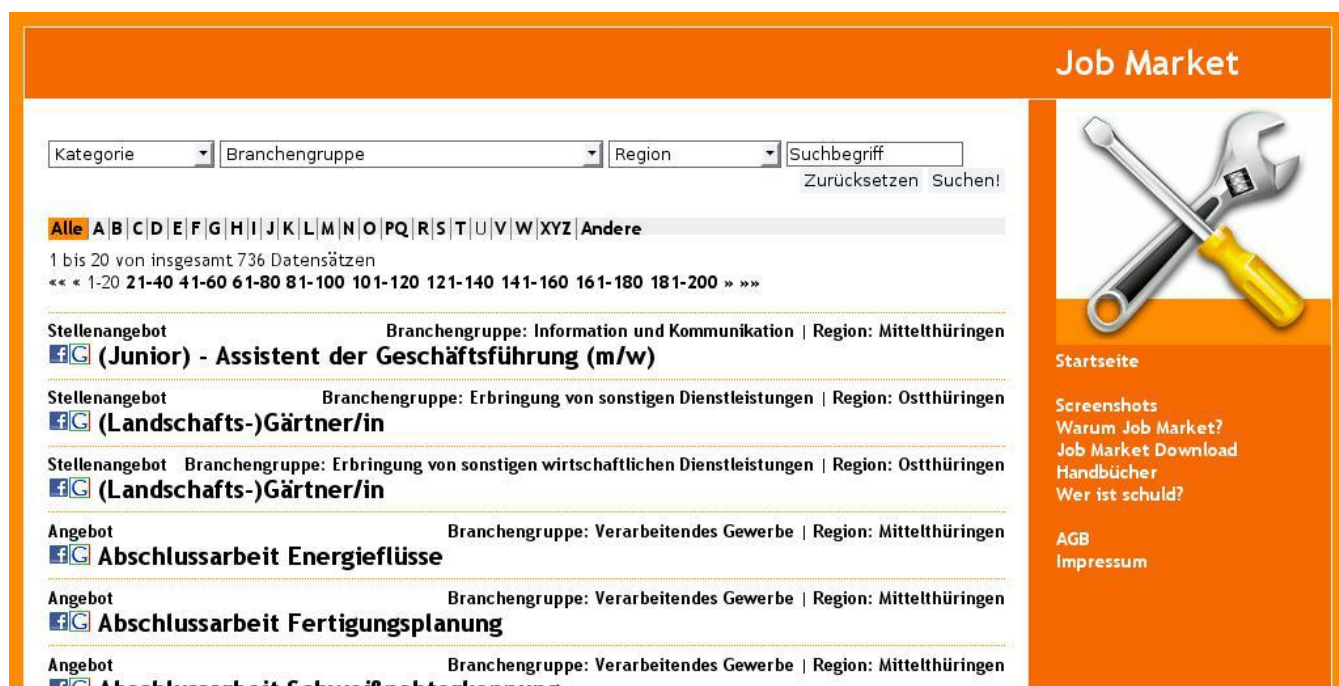 Job Market
Kategorie Branchengruppe Region Suchbegriff
Zurücksetzen Suchen!
Alle A B C D E F G H I J K L M N O PQ R S T U V W XYZ Andere
1 bis 20 von insgesamt 736 Datensätzen
«« « 1-20 21-40 41-60 61-80 81-100 101-120 121-140 141-160 161-180 181-200 » »»
Stellenangebot Branchengruppe: Information und Kommunikation | Region: Mittelthüringen
f G (Junior) - Assistent der Geschäftsführung (m/w)
Stellenangebot Branchengruppe: Erbringung von sonstigen Dienstleistungen | Region: Ostthüringen
f G (Landschafts-)Gärtner/in
Stellenangebot Branchengruppe: Erbringung von sonstigen wirtschaftlichen Dienstleistungen | Region: Ostthüringen
f G (Landschafts-)Gärtner/in
Angebot Branchengruppe: Verarbeitendes Gewerbe | Region: Mittelthüringen
f G Abschlussarbeit Energieflüsse
Angebot Branchengruppe: Verarbeitendes Gewerbe | Region: Mittelthüringen
f G Abschlussarbeit Fertigungsplanung
Angebot Branchengruppe: Verarbeitendes Gewerbe | Region: Mittelthüringen
f G Abschlussarbeit Schweißnahterkennung
Startseite
Screenshots
Warum Job Market?
Job Market Download
Handbücher
Wer ist schuld?
AGB
Impressum